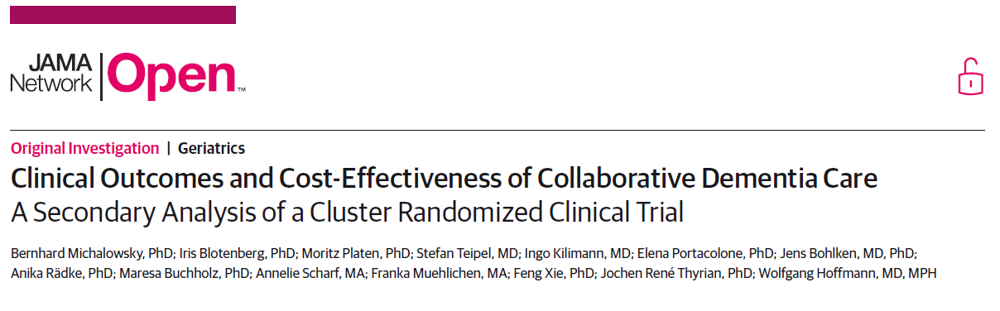 JAMA
Network
Open™
Original Investigation | Geriatrics
Clinical Outcomes and Cost-Effectiveness of Collaborative Dementia Care
A Secondary Analysis of a Cluster Randomized Clinical Trial
Bernhard Michalowsky, PhD; Iris Blotenberg, PhD; Moritz Platen, PhD; Stefan Teipel, MD; Ingo Kilimann, MD; Elena Portacolone, PhD; Jens Bohlken, MD, PhD;
Anika Rädke, PhD; Maresa Buchholz, PhD; Annelie Scharf, MA; Franka Muehlichen, MA; Feng Xie, PhD; Jochen René Thyrian, PhD; Wolfgang Hoffmann, MD, MPH